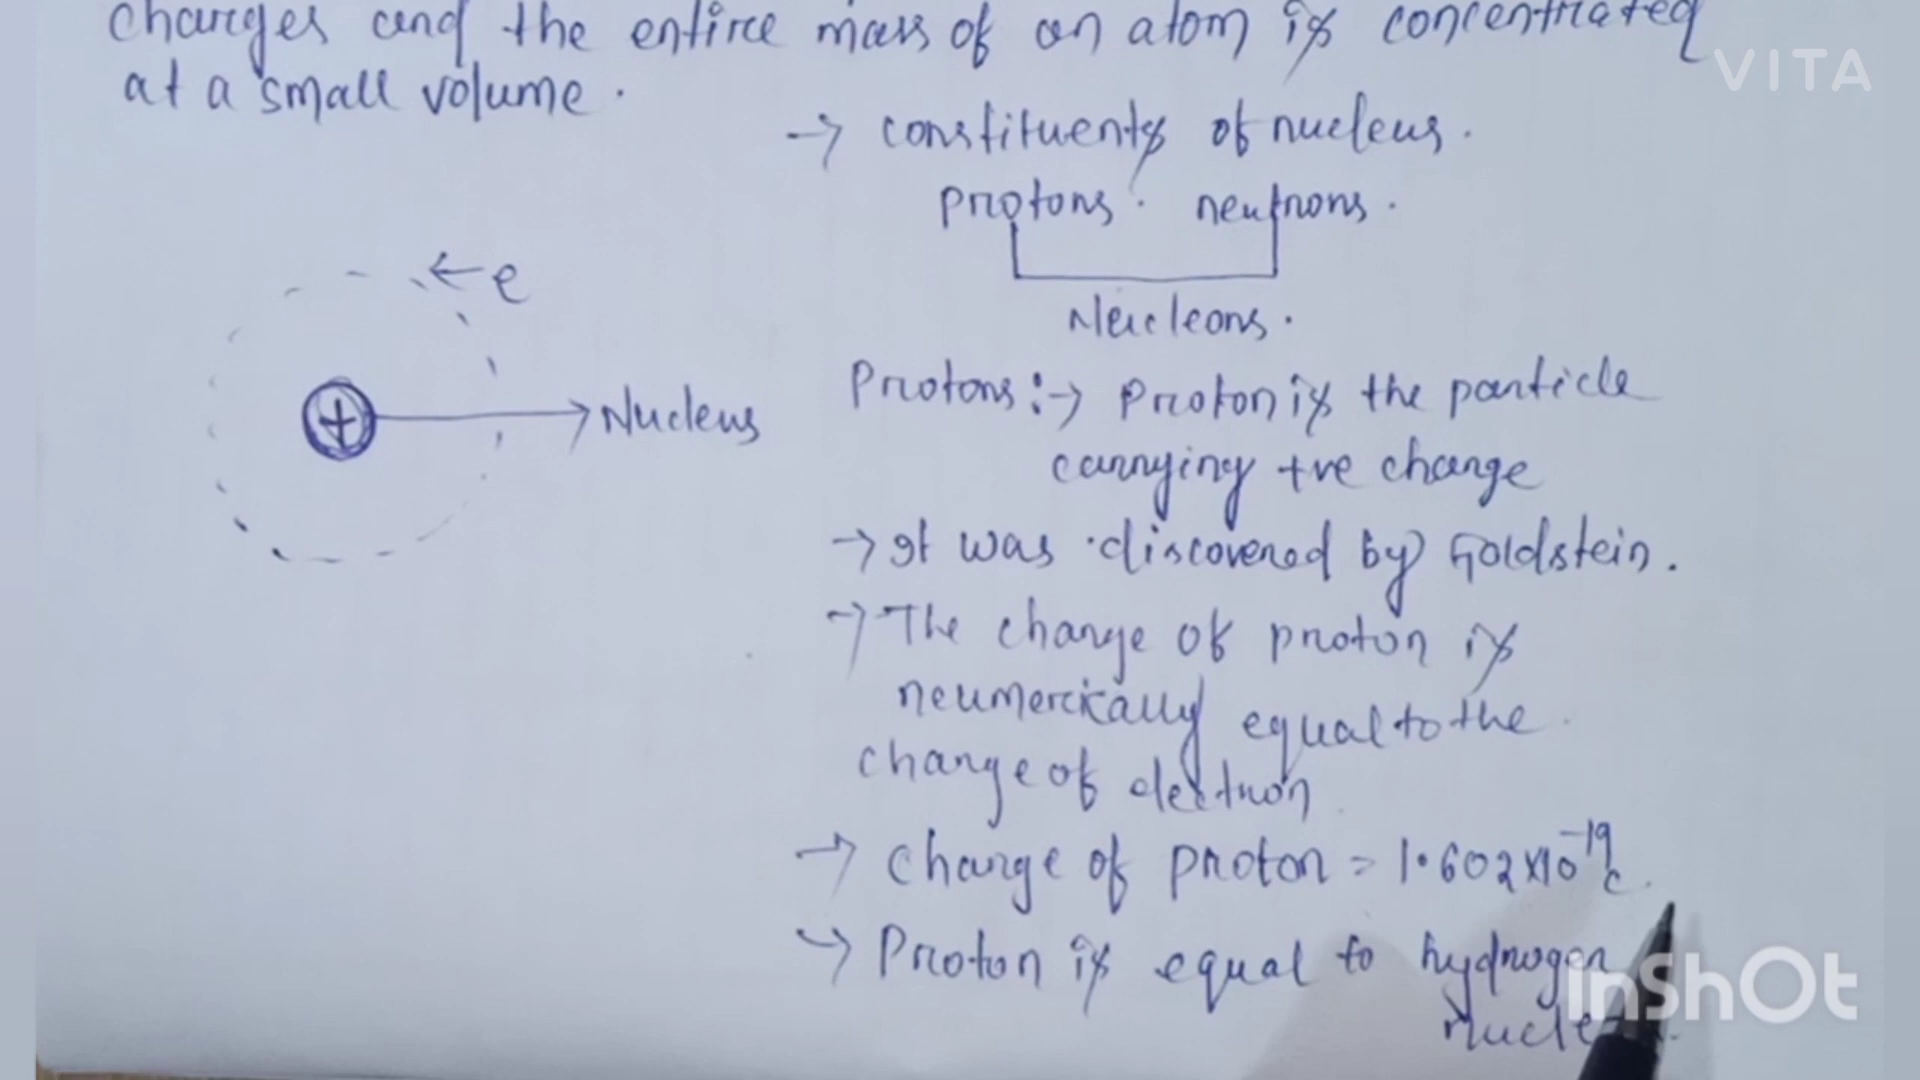 charges and the entire mass of an atom is concentrated
at a small volume.
VITA
→ constituents of nucleus.
protons. neutrons.
Nucleons.
← e
+ → Nucleus
Protons :→ Proton is the particle
carrying +ve charge
→ It was discovered by Goldstein.
→ The charge of proton is
neumerically equal to the
charge of electron
→ charge of proton = 1.602×10⁻¹⁹c.
→ Proton is equal to hydrogen
InShOt